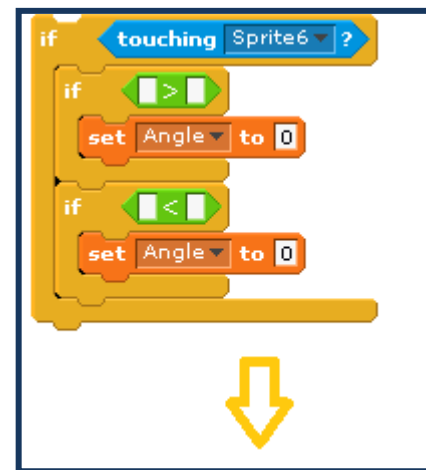 if touching Sprite6 ?
if >
set Angle to 0
if <
set Angle to 0